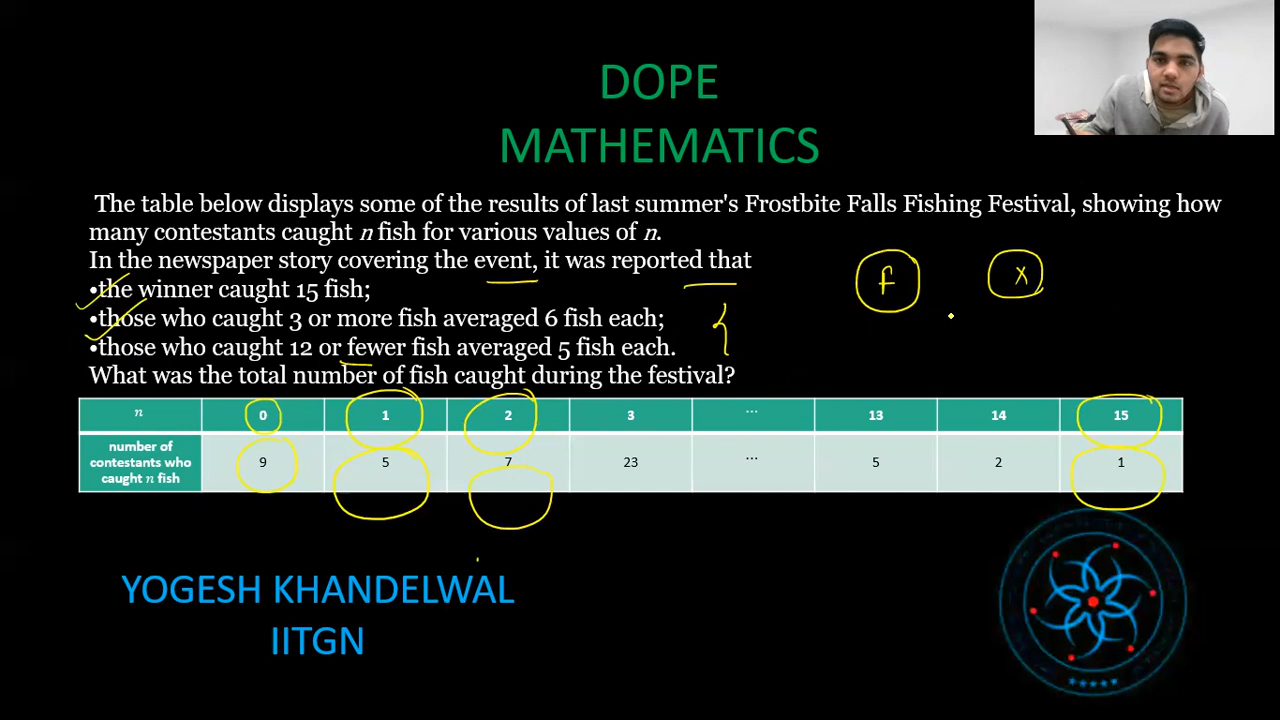 DOPE
MATHEMATICS
The table below displays some of the results of last summer's Frostbite Falls Fishing Festival, showing how
many contestants caught n fish for various values of n.
In the newspaper story covering the event, it was reported that
•the winner caught 15 fish;
•those who caught 3 or more fish averaged 6 fish each;
•those who caught 12 or fewer fish averaged 5 fish each.
What was the total number of fish caught during the festival?
f x
n 0 1 2 3 ... 13 14 15
number of
contestants who
caught n fish
9 5 7 23 ... 5 2 1
YOGESH KHANDELWAL
IITGN